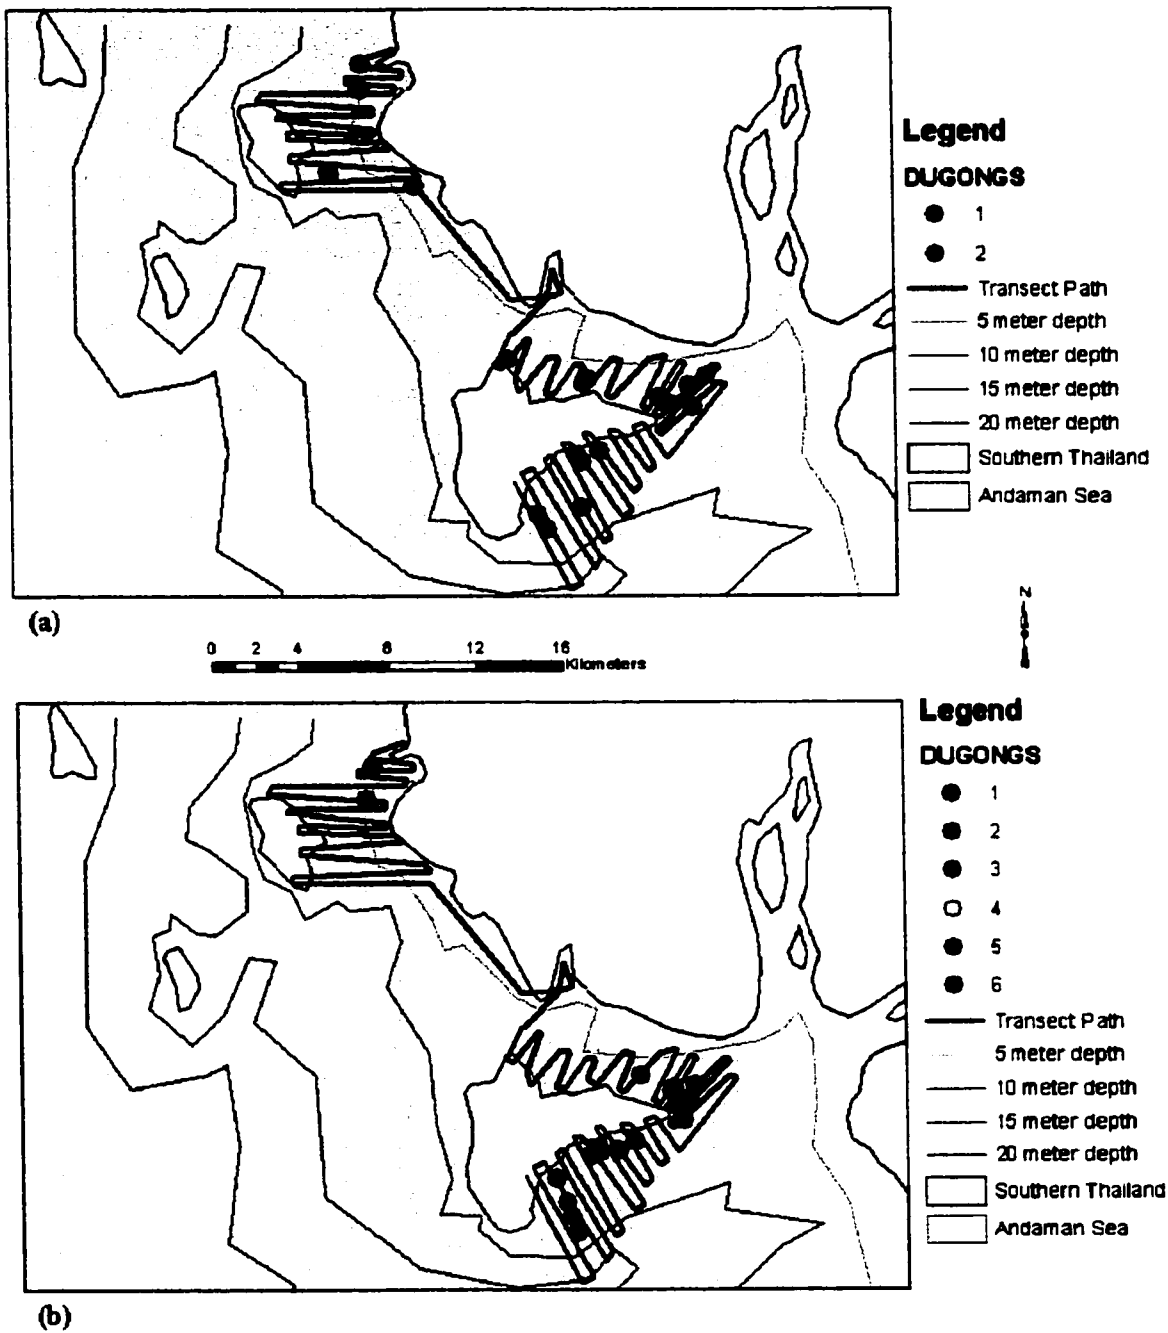 Legend
DUGONGS
1
2
Transect Path
5 meter depth
10 meter depth
15 meter depth
20 meter depth
Southern Thailand
Andaman Sea
(a)
N
0 2 4 8 12 16
Kilometers
Legend
DUGONGS
1
2
3
4
5
6
Transect Path
5 meter depth
10 meter depth
15 meter depth
20 meter depth
Southern Thailand
Andaman Sea
(b)